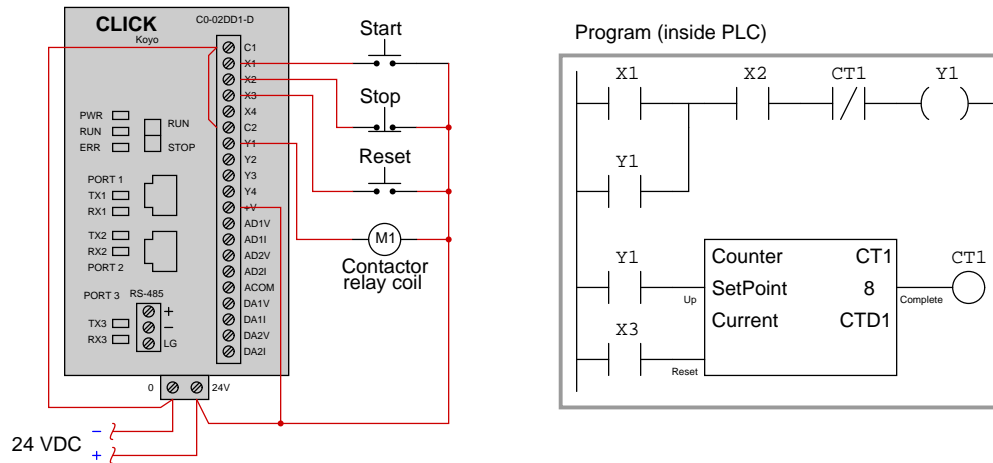 CLICK
Koyo
C0-02DD1-D
C1
X1
X2
X3
X4
C2
Y1
Y2
Y3
Y4
+V
AD1V
AD1I
AD2V
AD2I
ACOM
DA1V
DA1I
DA2V
DA2I
PWR
RUN
ERR
RUN
STOP
PORT 1
TX1
RX1
TX2
RX2
PORT 2
PORT 3
RS-485
+
–
LG
TX3
RX3
0
24V
24 VDC
–
+
Start
Stop
Reset
M1
Contactor
relay coil
Program (inside PLC)
X1
X2
CT1
Y1
Y1
Y1
X3
Up
Reset
Counter CT1
SetPoint 8
Current CTD1
Complete
CT1